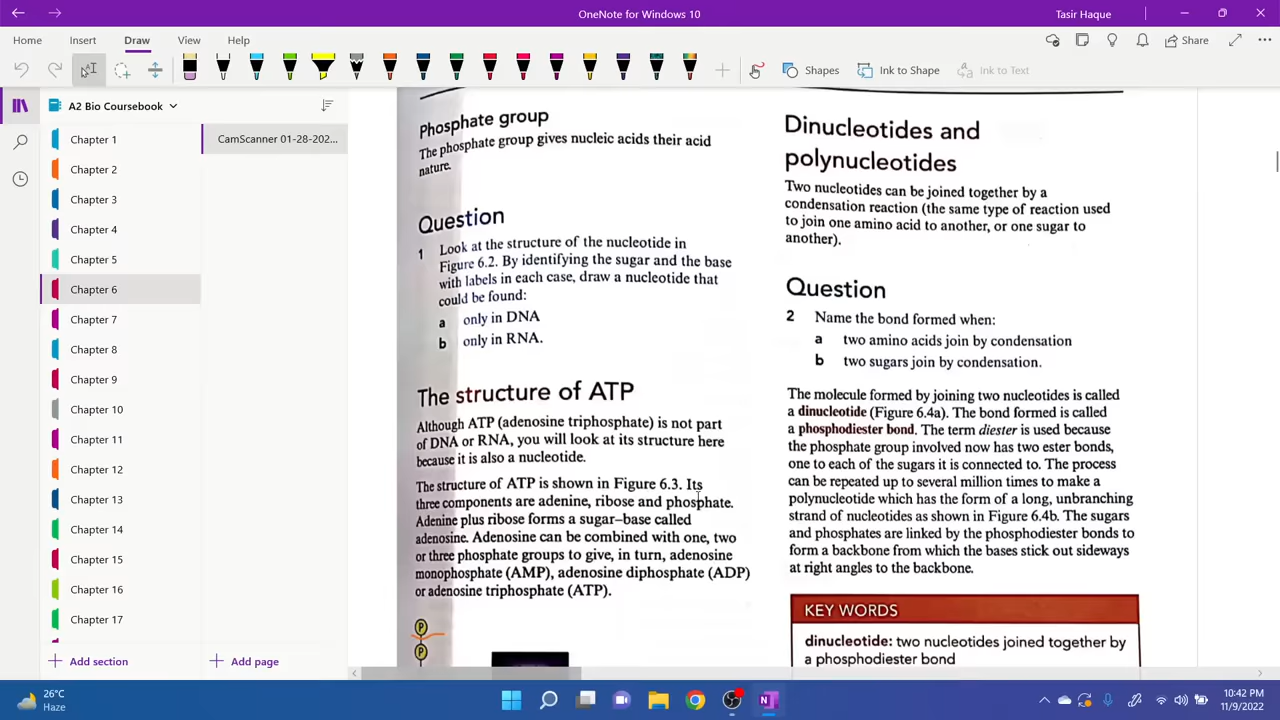 OneNote for Windows 10
Tasir Haque
Home
Insert
Draw
View
Help
Share
Shapes
Ink to Shape
Ink to Text
A2 Bio Coursebook
Chapter 1
Chapter 2
Chapter 3
Chapter 4
Chapter 5
Chapter 6
Chapter 7
Chapter 8
Chapter 9
Chapter 10
Chapter 11
Chapter 12
Chapter 13
Chapter 14
Chapter 15
Chapter 16
Chapter 17
Add section
CamScanner 01-28-202...
Add page
Phosphate group
The phosphate group gives nucleic acids their acid
nature.
Question
1 Look at the structure of the nucleotide in
Figure 6.2. By identifying the sugar and the base
with labels in each case, draw a nucleotide that
could be found:
a only in DNA
b only in RNA.
The structure of ATP
Although ATP (adenosine triphosphate) is not part
of DNA or RNA, you will look at its structure here
because it is also a nucleotide.
The structure of ATP is shown in Figure 6.3. Its
three components are adenine, ribose and phosphate.
Adenine plus ribose forms a sugar–base called
adenosine. Adenosine can be combined with one, two
or three phosphate groups to give, in turn, adenosine
monophosphate (AMP), adenosine diphosphate (ADP)
or adenosine triphosphate (ATP).
P
P
Dinucleotides and
polynucleotides
Two nucleotides can be joined together by a
condensation reaction (the same type of reaction used
to join one amino acid to another, or one sugar to
another).
Question
2 Name the bond formed when:
a two amino acids join by condensation
b two sugars join by condensation.
The molecule formed by joining two nucleotides is called
a dinucleotide (Figure 6.4a). The bond formed is called
a phosphodiester bond. The term diester is used because
the phosphate group involved now has two ester bonds,
one to each of the sugars it is connected to. The process
can be repeated up to several million times to make a
polynucleotide which has the form of a long, unbranching
strand of nucleotides as shown in Figure 6.4b. The sugars
and phosphates are linked by the phosphodiester bonds to
form a backbone from which the bases stick out sideways
at right angles to the backbone.
KEY WORDS
dinucleotide: two nucleotides joined together by
a phosphodiester bond
26°C
Haze
10:42 PM
11/9/2022